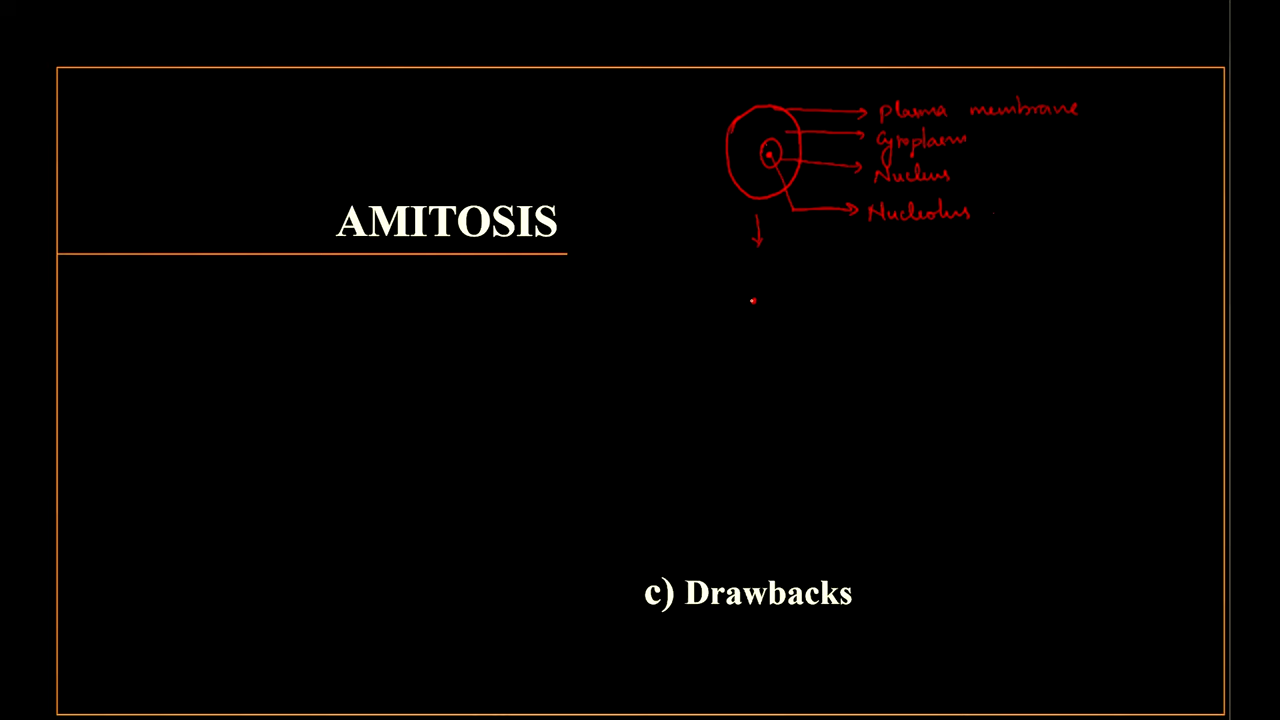 plasma membrane
Cytoplasm
Nucleus
AMITOSIS
Nucleolus
c) Drawbacks